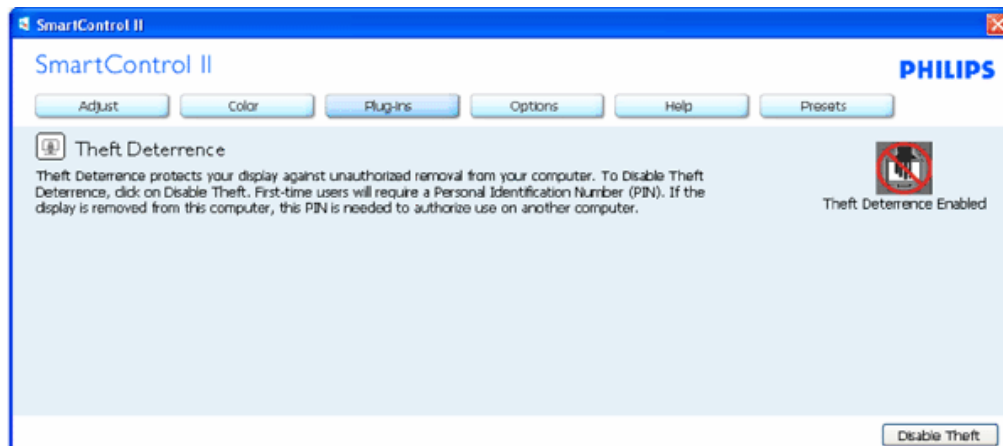 SmartControl II
SmartControl II
PHILIPS
Adjust
Color
Plug-Ins
Options
Help
Presets
Theft Deterrence
Theft Deterrence protects your display against unauthorized removal from your computer. To Disable Theft
Deterrence, click on Disable Theft. First-time users will require a Personal Identification Number (PIN). If the
display is removed from this computer, this PIN is needed to authorize use on another computer.
Theft Deterrence Enabled
Disable Theft